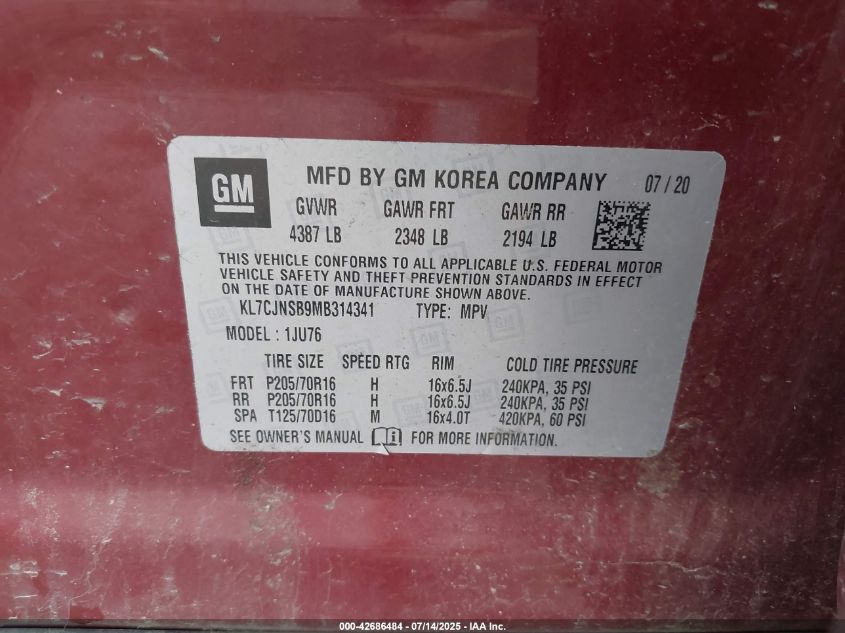 GM MFD BY GM KOREA COMPANY 07 / 20
GVWR GAWR FRT GAWR RR
4387 LB 2348 LB 2194 LB
THIS VEHICLE CONFORMS TO ALL APPLICABLE U.S. FEDERAL MOTOR
VEHICLE SAFETY AND THEFT PREVENTION STANDARDS IN EFFECT
ON THE DATE OF MANUFACTURE SHOWN ABOVE.
KL7CJNSB9MB314341 TYPE: MPV
MODEL : 1JU76
TIRE SIZE SPEED RTG RIM COLD TIRE PRESSURE
FRT P205/70R16 H 16x6.5J 240KPA, 35 PSI
RR P205/70R16 H 16x6.5J 240KPA, 35 PSI
SPA T125/70D16 M 16x4.0T 420KPA, 60 PSI
SEE OWNER'S MANUAL FOR MORE INFORMATION.
000-42686484 - 07/14/2025 - IAA Inc.